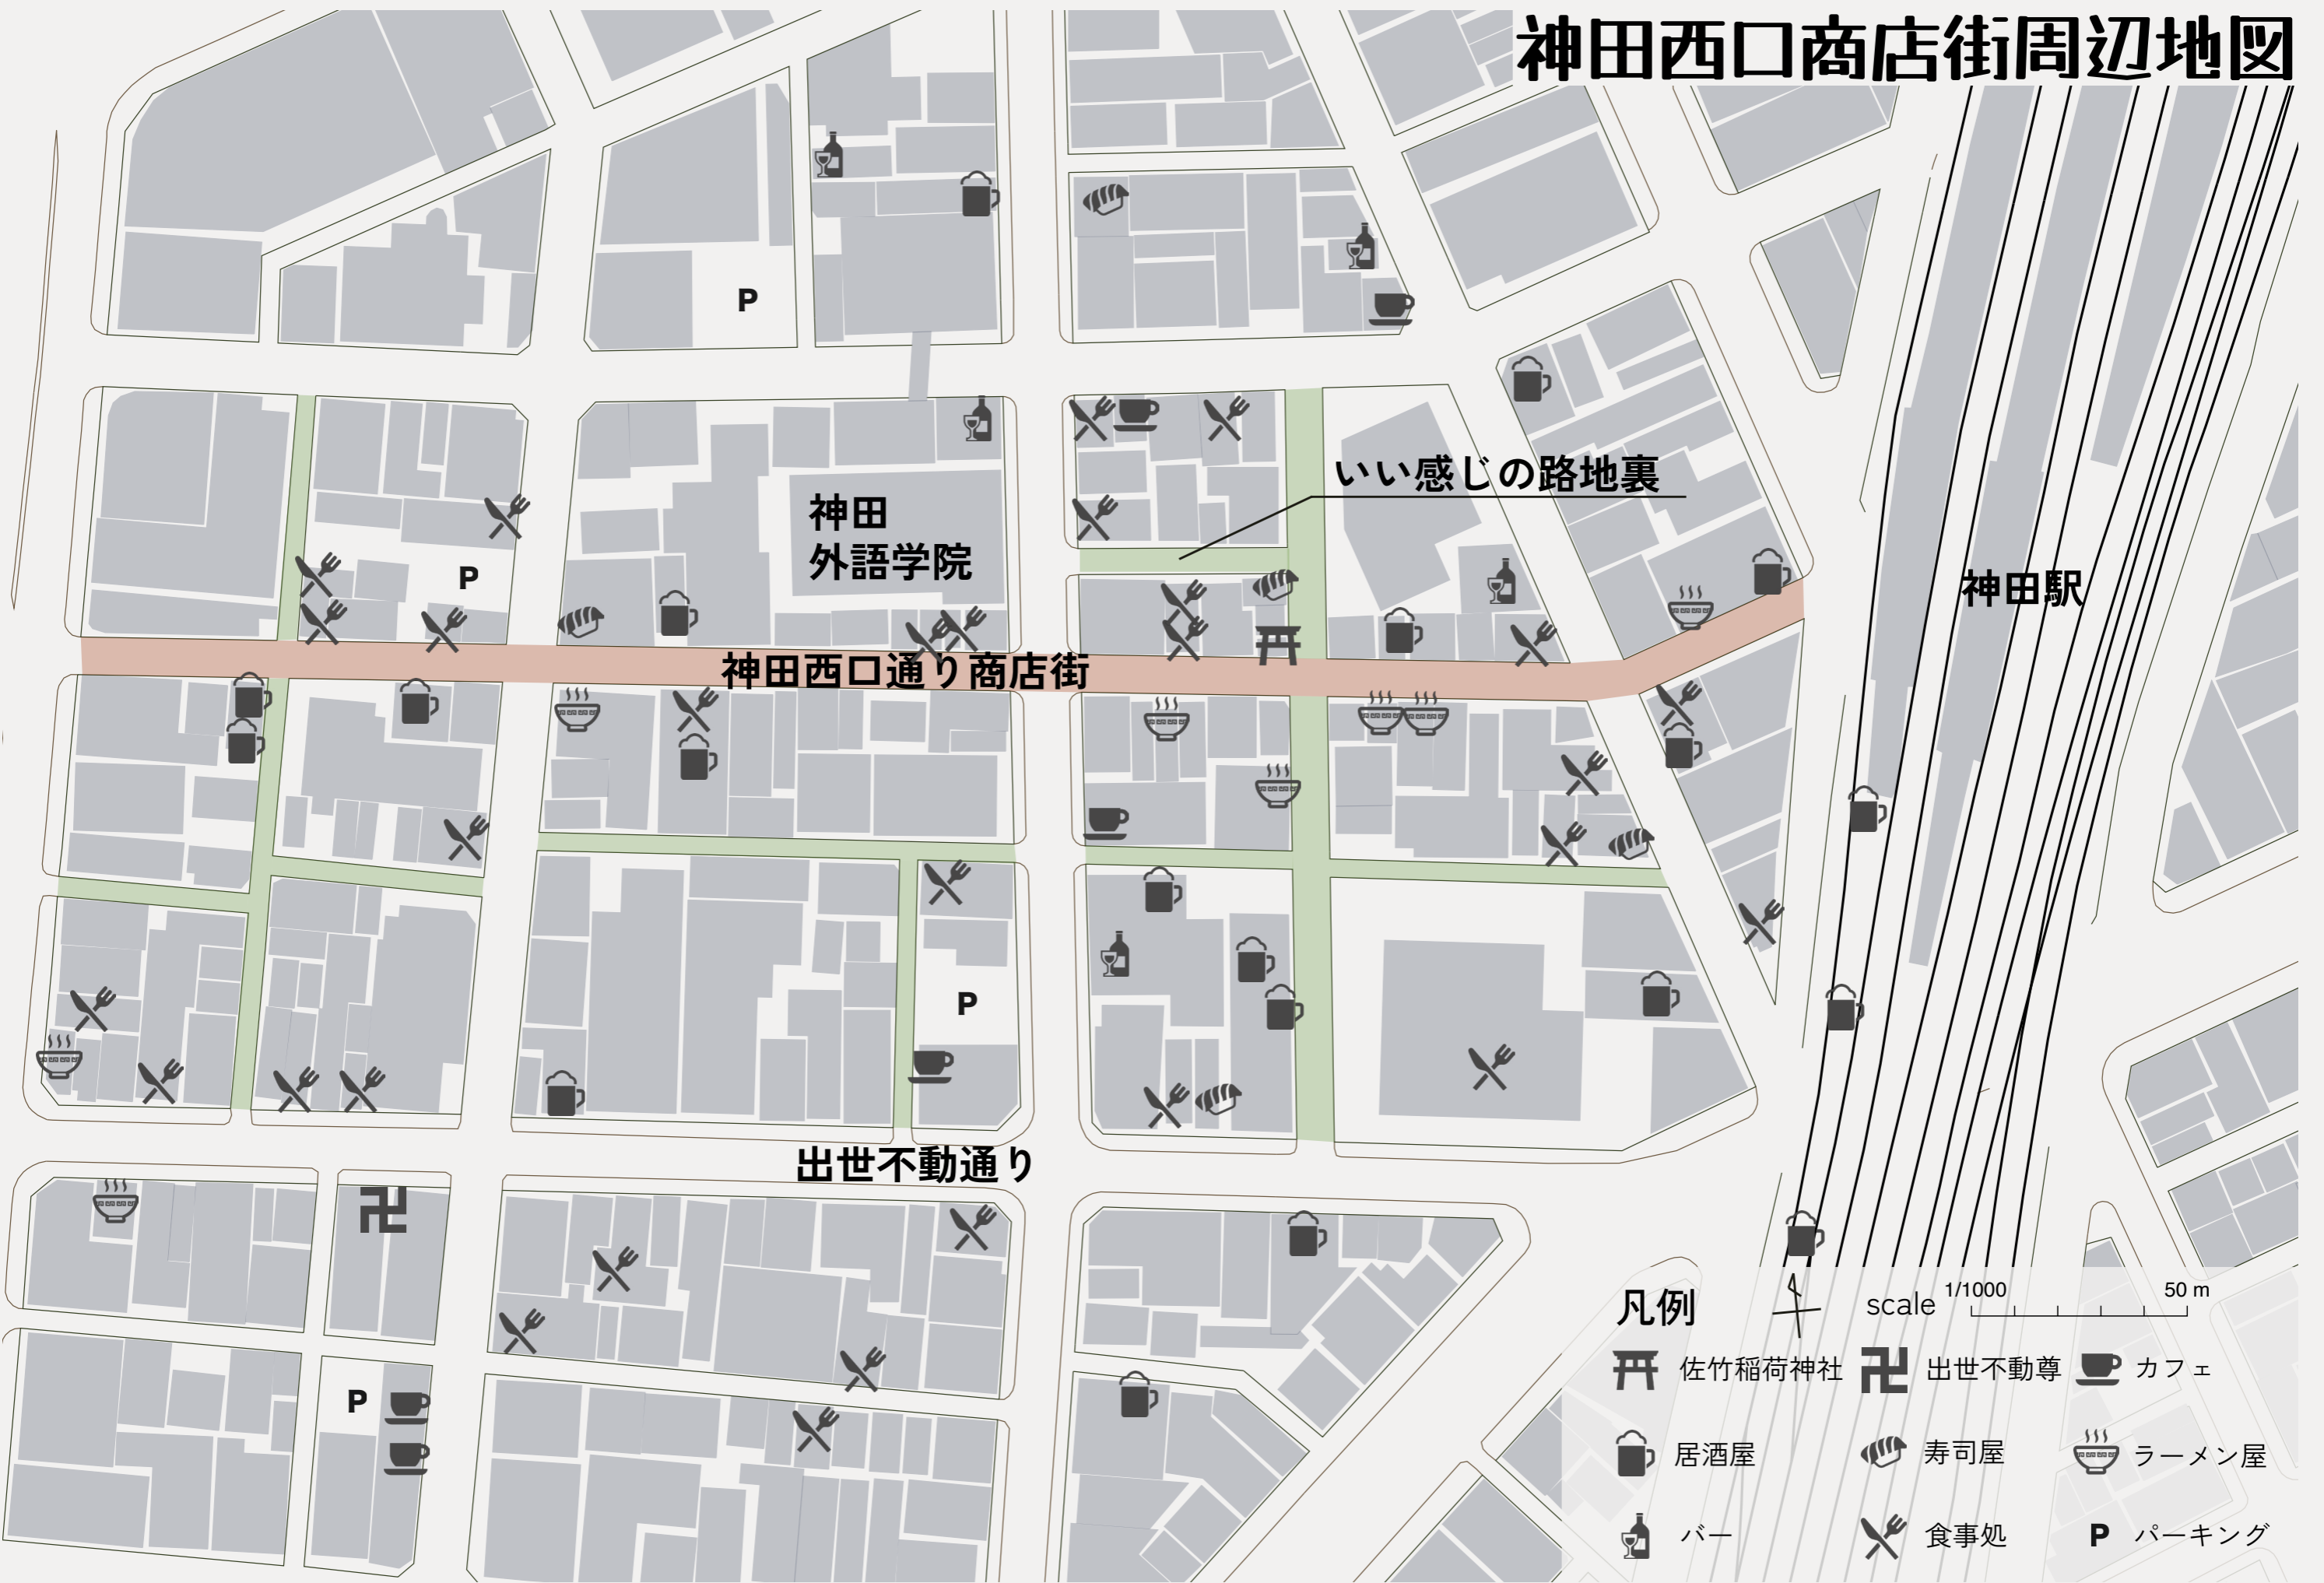 神田西口商店街周辺地図
P
いい感じの路地裏
神田
外語学院
P
神田駅
神田西口通り商店街
P
出世不動通り
P
凡例
scale
1/1000
50 m
佐竹稲荷神社
出世不動尊
カフェ
居酒屋
寿司屋
ラーメン屋
バー
食事処
P パーキング